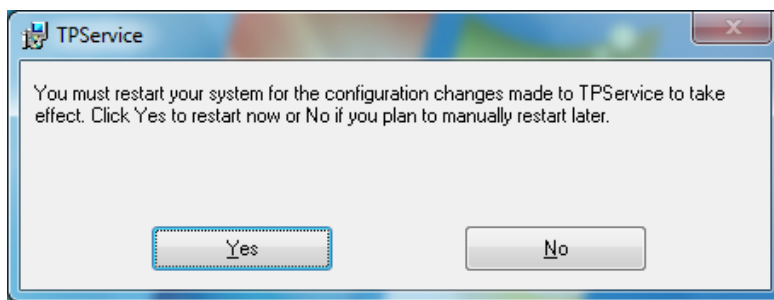 TPService
You must restart your system for the configuration changes made to TPService to take
effect. Click Yes to restart now or No if you plan to manually restart later.
Yes
No